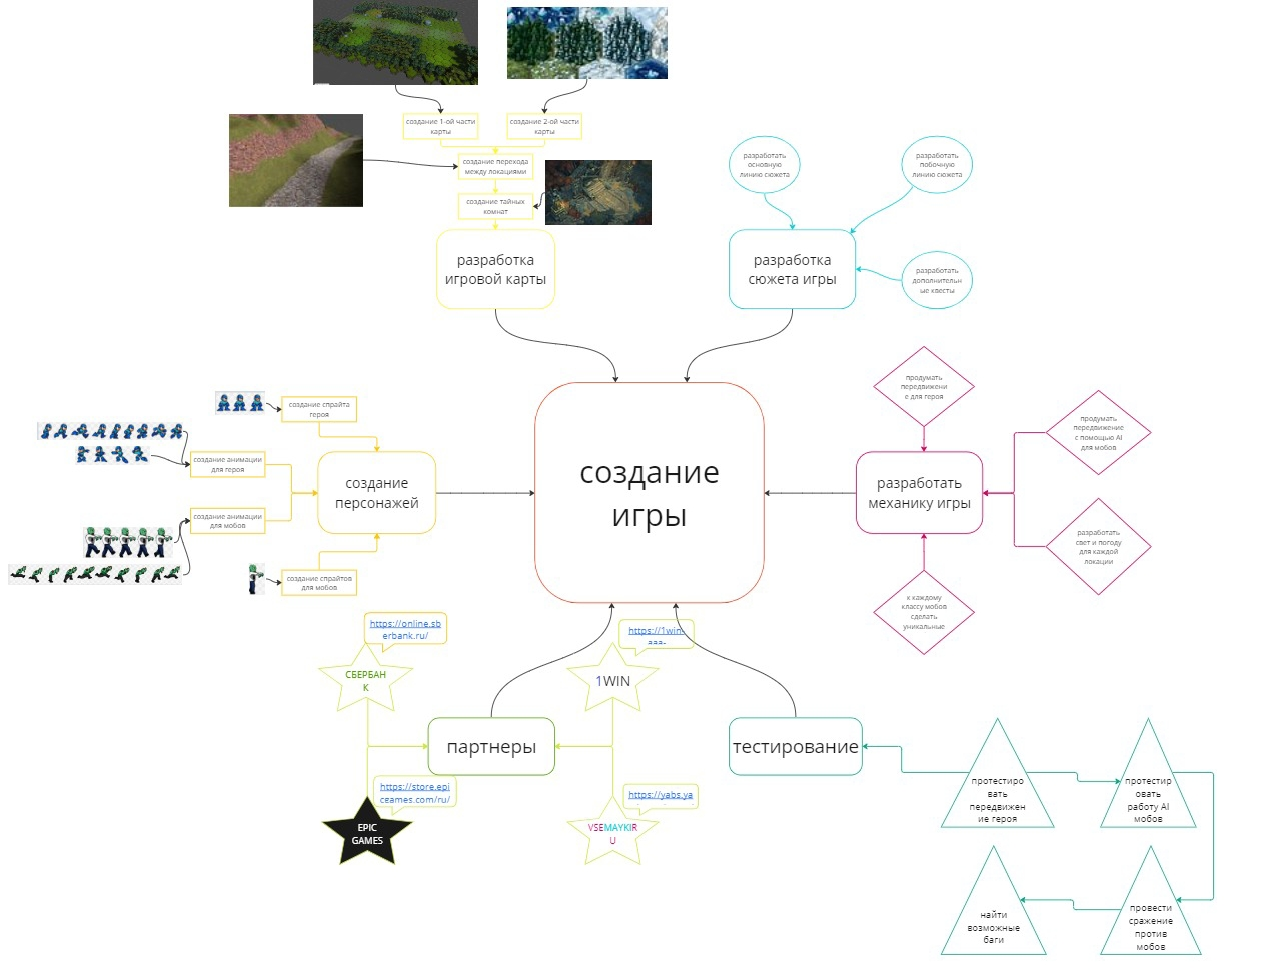 создание 1-ой части
карты
создание 2-ой части
карты
создание перехода
между локациями
создание тайных
комнат
разработка
игровой карты
разработать
основную
линию сюжета
разработать
побочную
линию сюжета
разработать
дополнительн
ые квесты
разработка
сюжета игры
создание
игры
создание спрайта
героя
создание анимации
для героя
создание анимации
для мобов
создание спрайтов
для мобов
создание
персонажей
продумать
передвижени
е для героя
продумать
передвижение
с помощью AI
для мобов
разработать
свет и погоду
для каждой
локации
к каждому
классу мобов
сделать
уникальные
разработать
механику игры
https://online.sb
erbank.ru/
СБЕРБАН
К
https://1win-
1WIN
партнеры
https://store.epi
cgames.com/ru/
EPIC
GAMES
https://yabs.ya
VSEMAYKIR
U
тестирование
протестиро
вать
передвижен
ие героя
протестир
овать
работу AI
мобов
найти
возможные
баги
провести
сражение
против
мобов